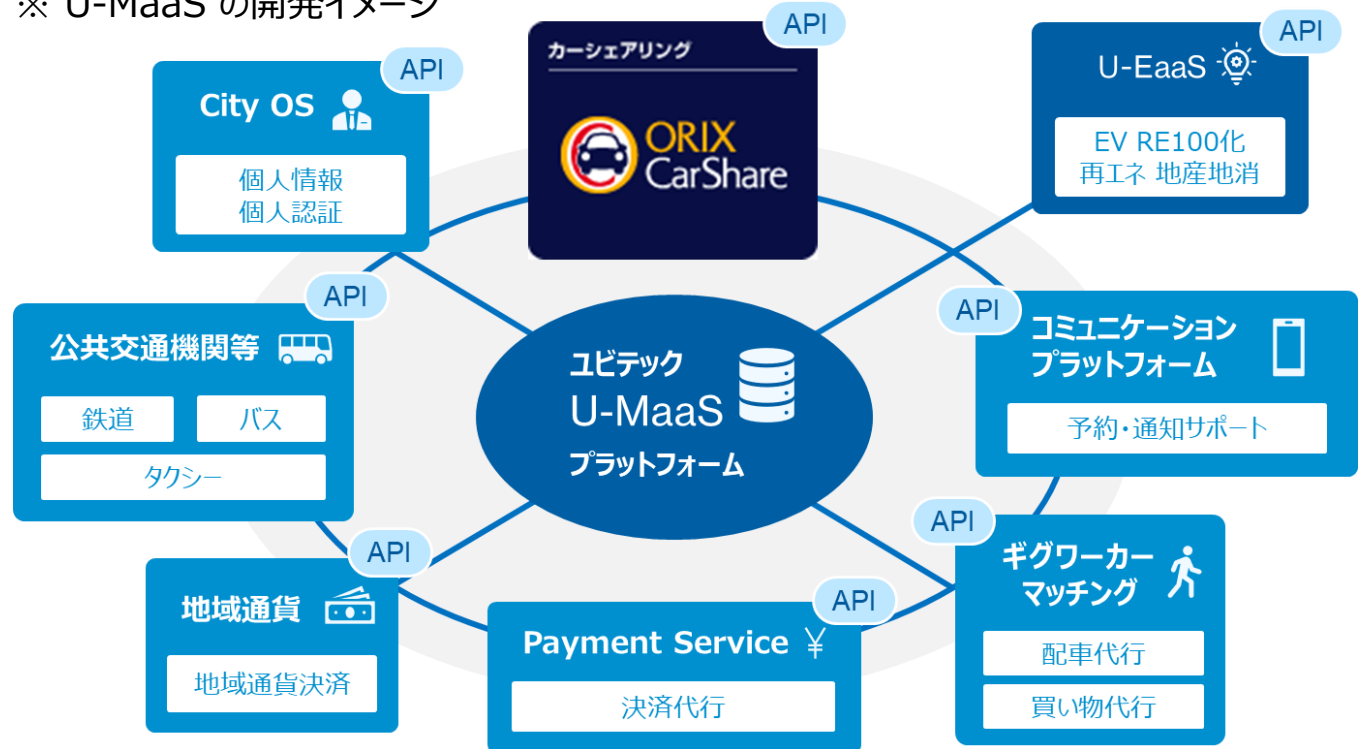 ※ U-MaaS の開発イメージ
API
カーシェアリング
ORIX
CarShare
API
City OS
個人情報
個人認証
API
U-EaaS
EV RE100化
再エネ 地産地消
API
公共交通機関等
鉄道
バス
タクシー
ユビテック
U-MaaS
プラットフォーム
API
コミュニケーション
プラットフォーム
予約・通知サポート
API
地域通貨
地域通貨決済
API
Payment Service ¥
決済代行
API
ギグワーカー
マッチング
配車代行
買い物代行